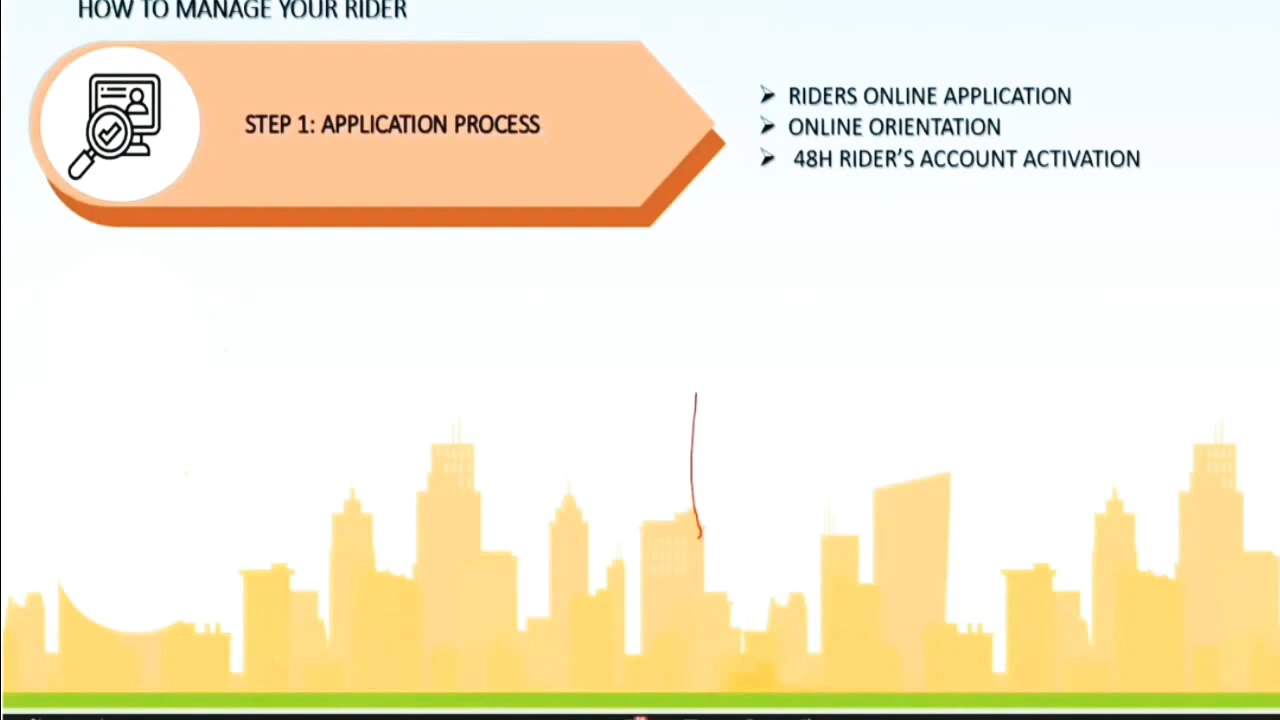 HOW TO MANAGE YOUR RIDER
STEP 1: APPLICATION PROCESS
RIDERS ONLINE APPLICATION
ONLINE ORIENTATION
48H RIDER’S ACCOUNT ACTIVATION